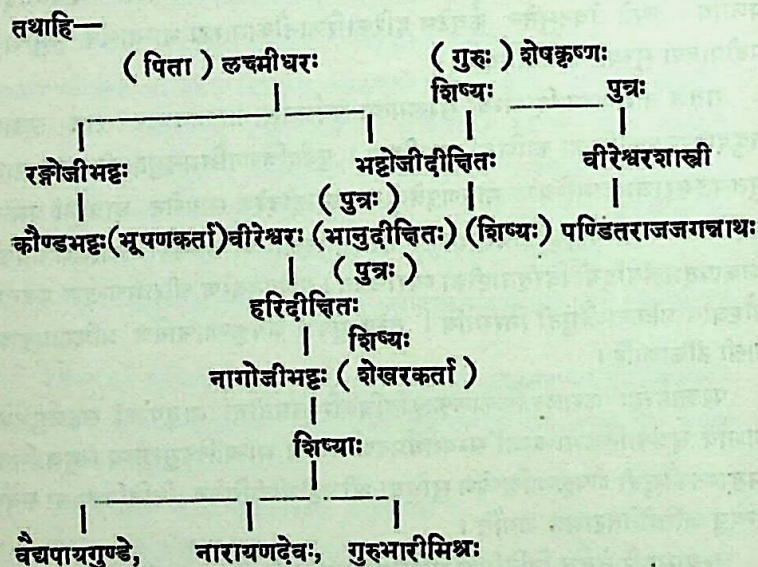 तथाहि—
( पिता ) लक्ष्मीधरः ( गुरुः ) शेषकृष्णः
शिष्यः पुत्रः
रङ्गोजीभट्टः भट्टोजीदीक्षितः वीरेश्वरशास्त्री
( पुत्रः )
कौण्डभट्टः(भूषणकर्ता)वीरेश्वरः (भानुदीक्षितः) (शिष्यः) पण्डितराजजगन्नाथः
( पुत्रः )
हरिदीक्षितः
शिष्यः
नागोजीभट्टः ( शेखरकर्ता )
शिष्याः
वैद्यपायगुण्डे, नारायणदेवः, गुरुभारीमिश्रः